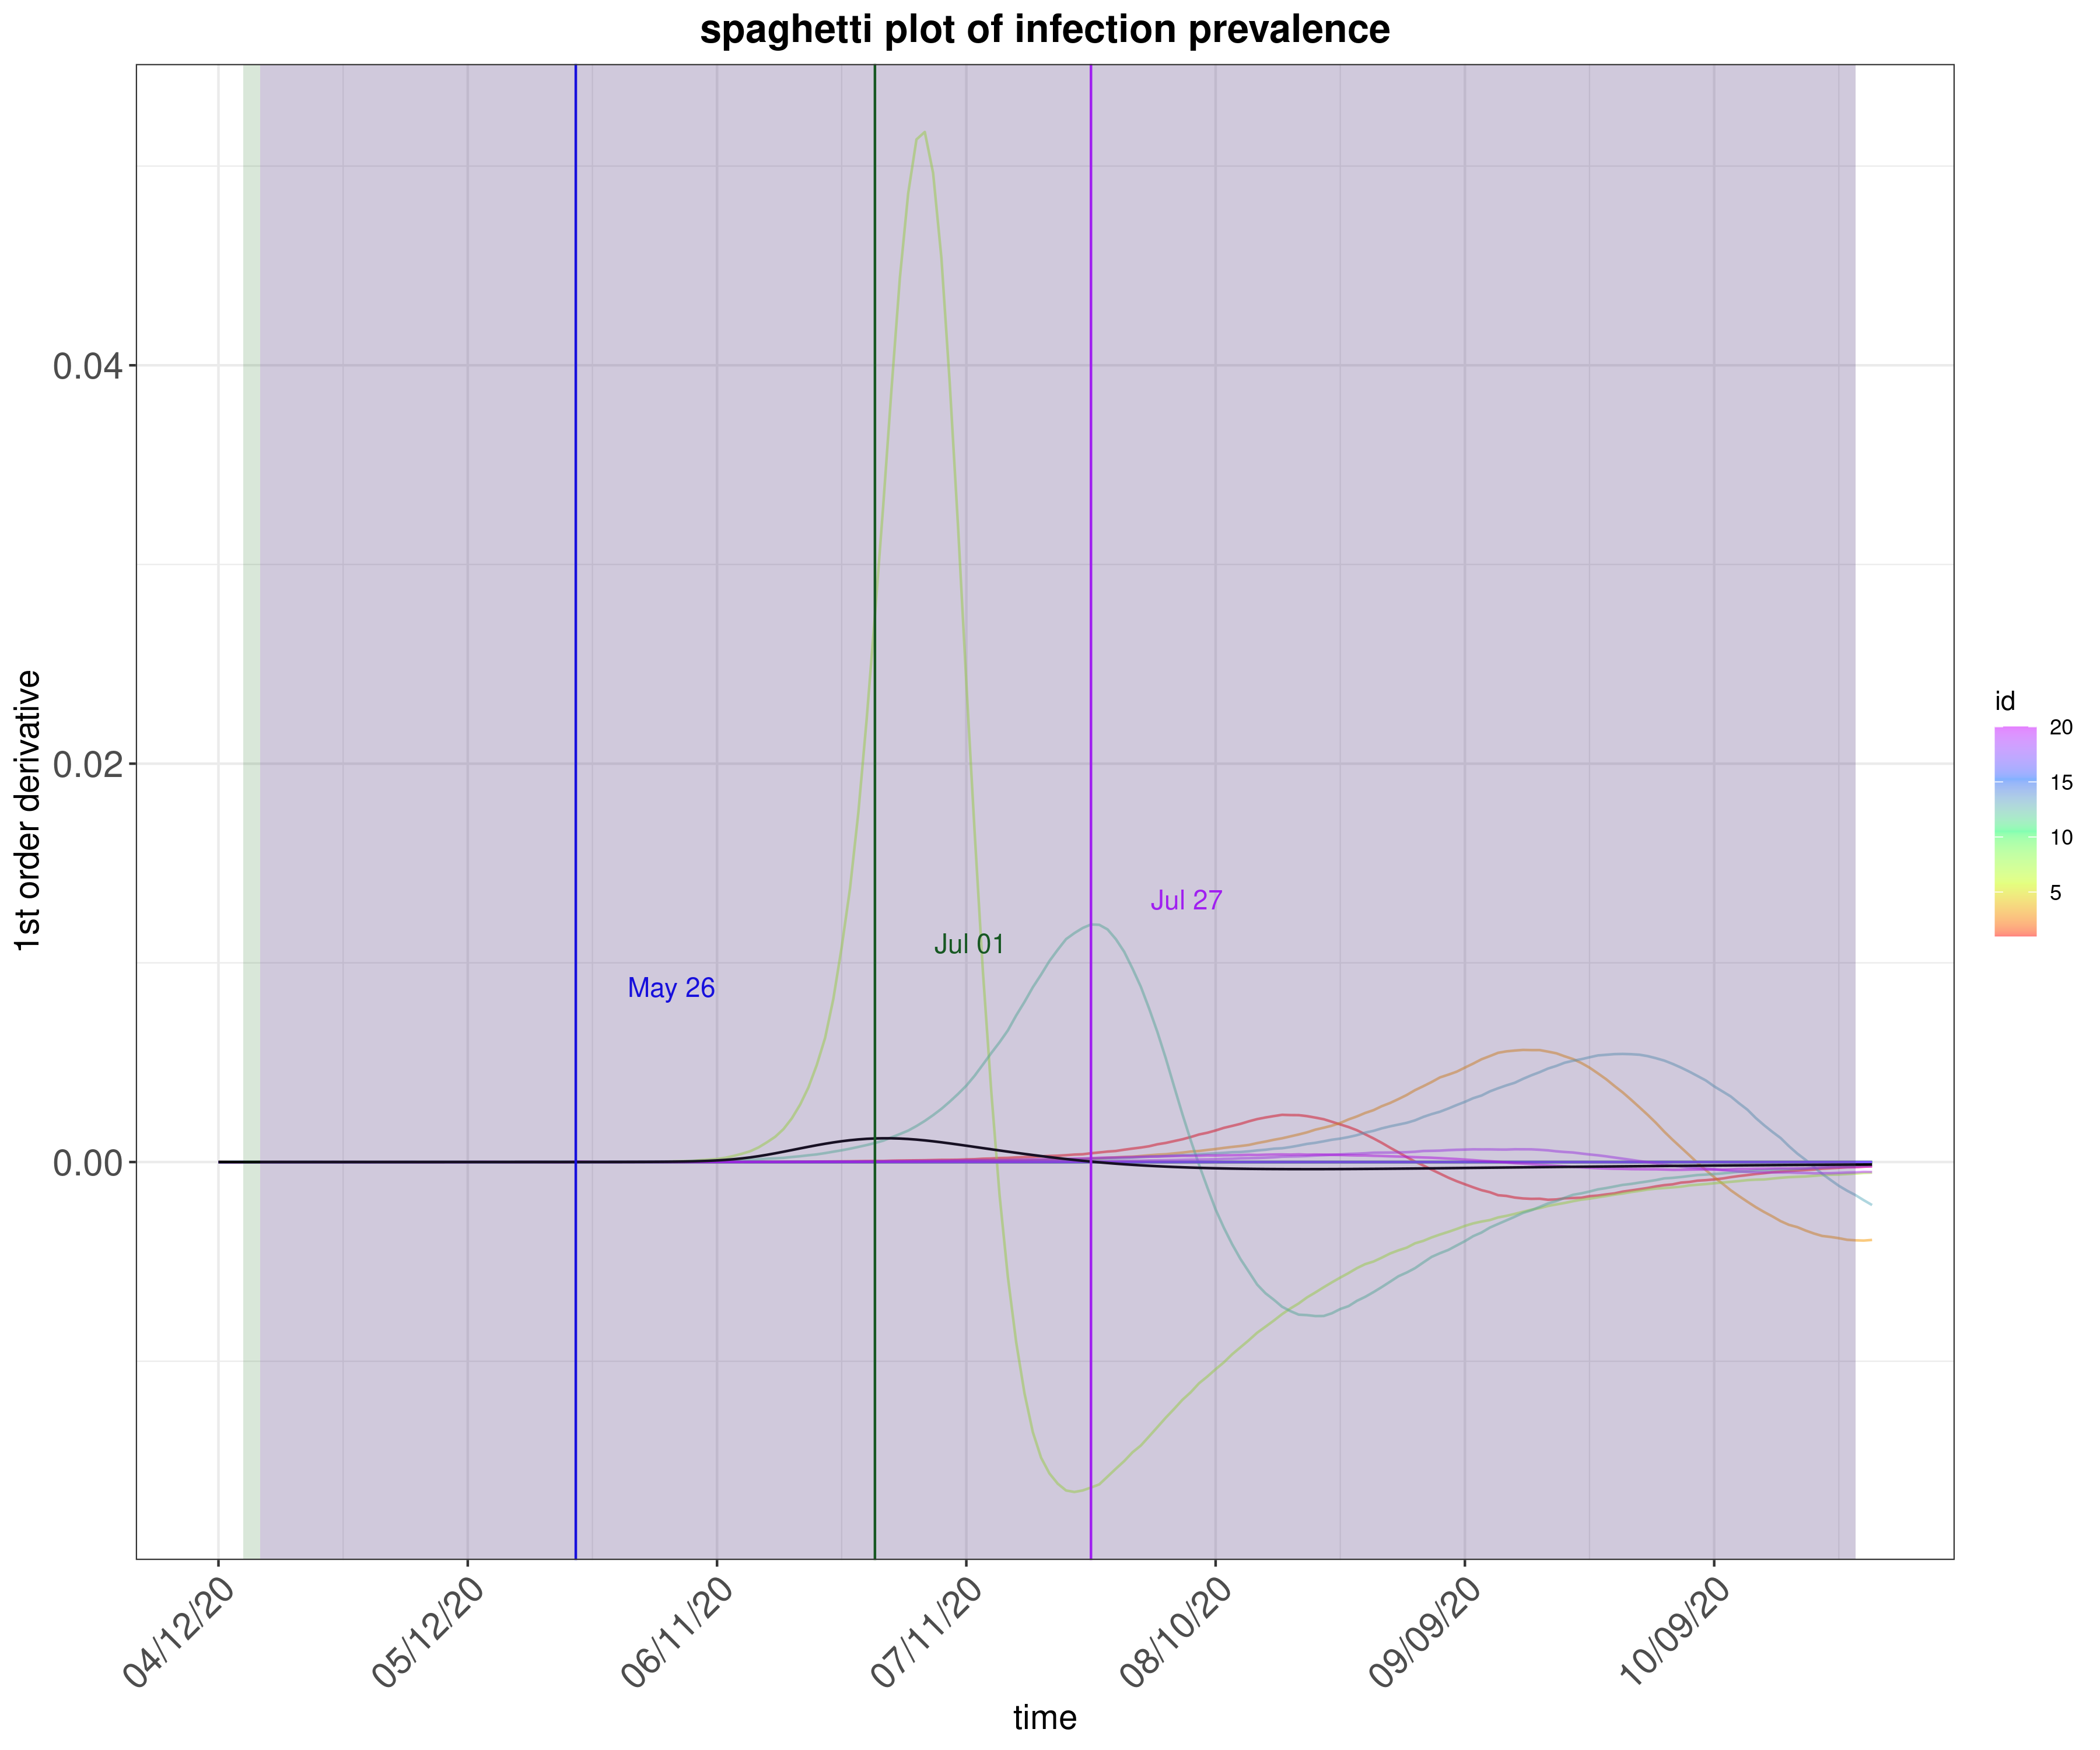 spaghetti plot of infection prevalence
1st order derivative
0.04
0.02
0.00
Jul 27
Jul 01
May 26
04/12/20
05/12/20
06/11/20
07/11/20
08/10/20
09/09/20
10/09/20
time
id
20
15
10
5